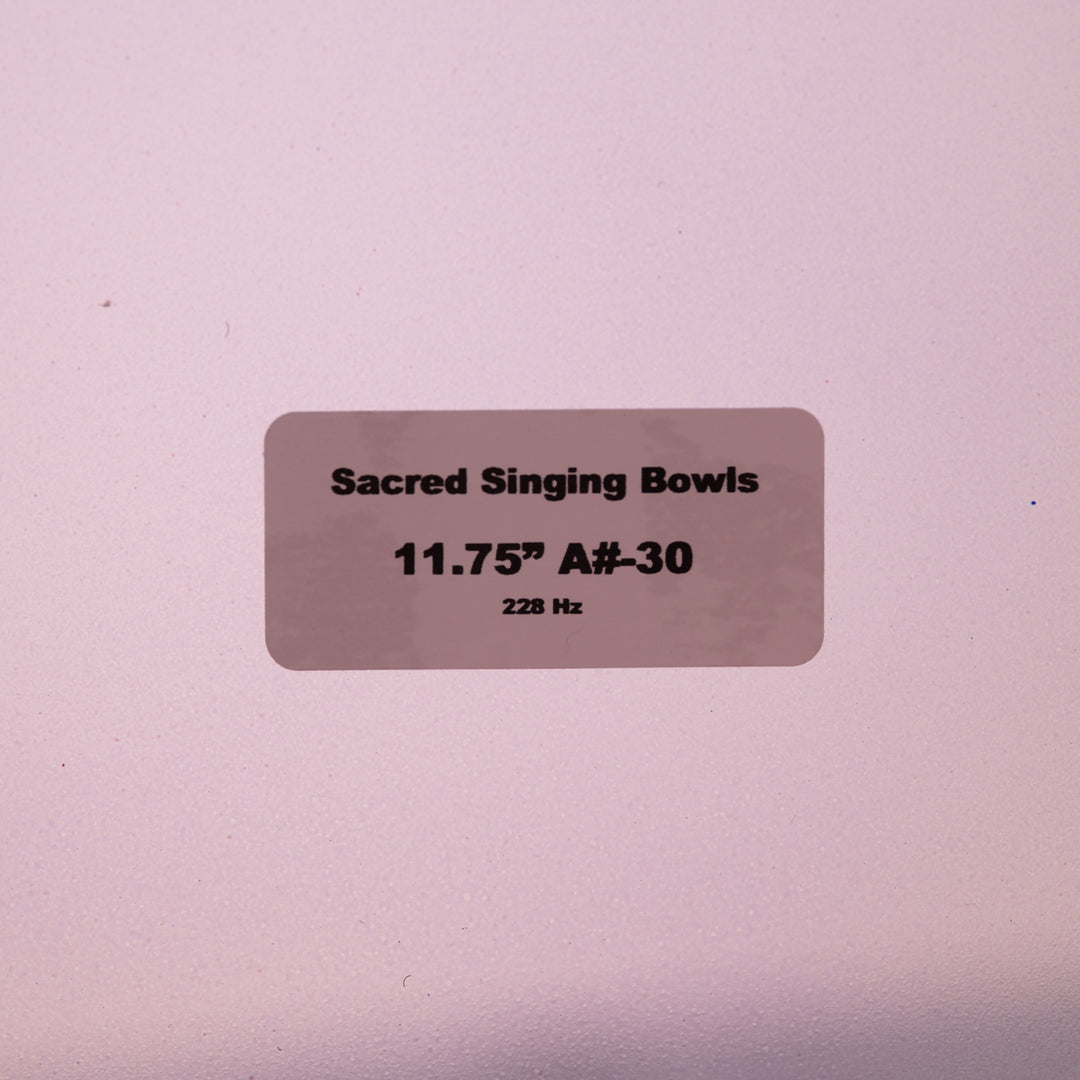 Sacred Singing Bowls
11.75” A#-30
228 Hz